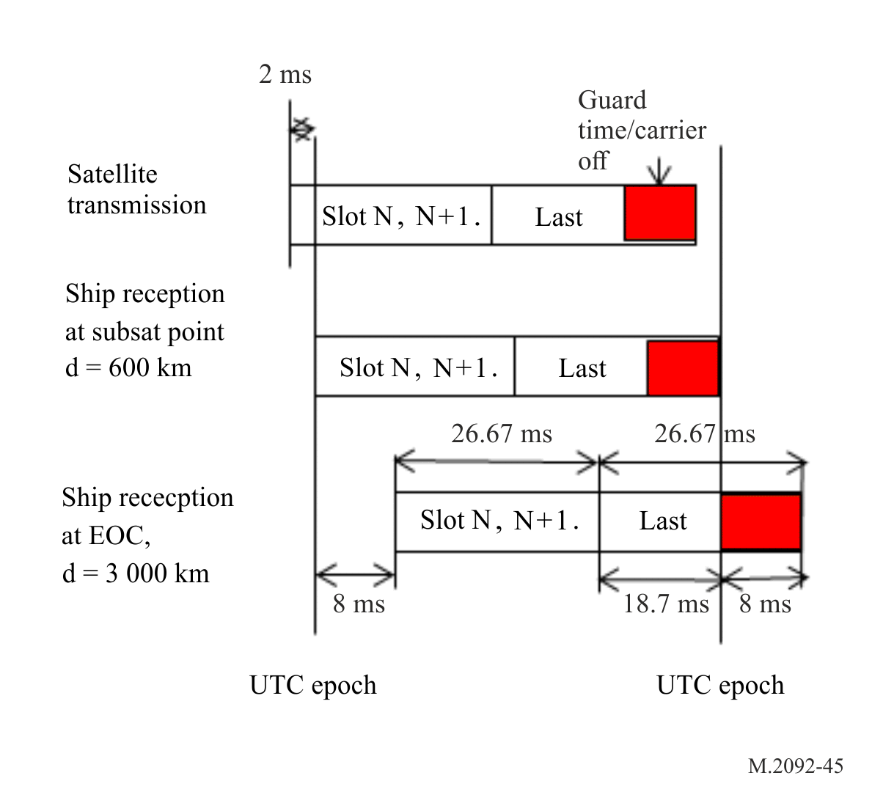 2 ms
Guard
time/carrier
off
Satellite
transmission
Slot N, N+1.
Last
Ship reception
at subsat point
d = 600 km
Slot N, N+1.
Last
26.67 ms
26.67 ms
Ship rececption
at EOC,
d = 3 000 km
Slot N, N+1.
Last
8 ms
18.7 ms
8 ms
UTC epoch
UTC epoch
M.2092-45